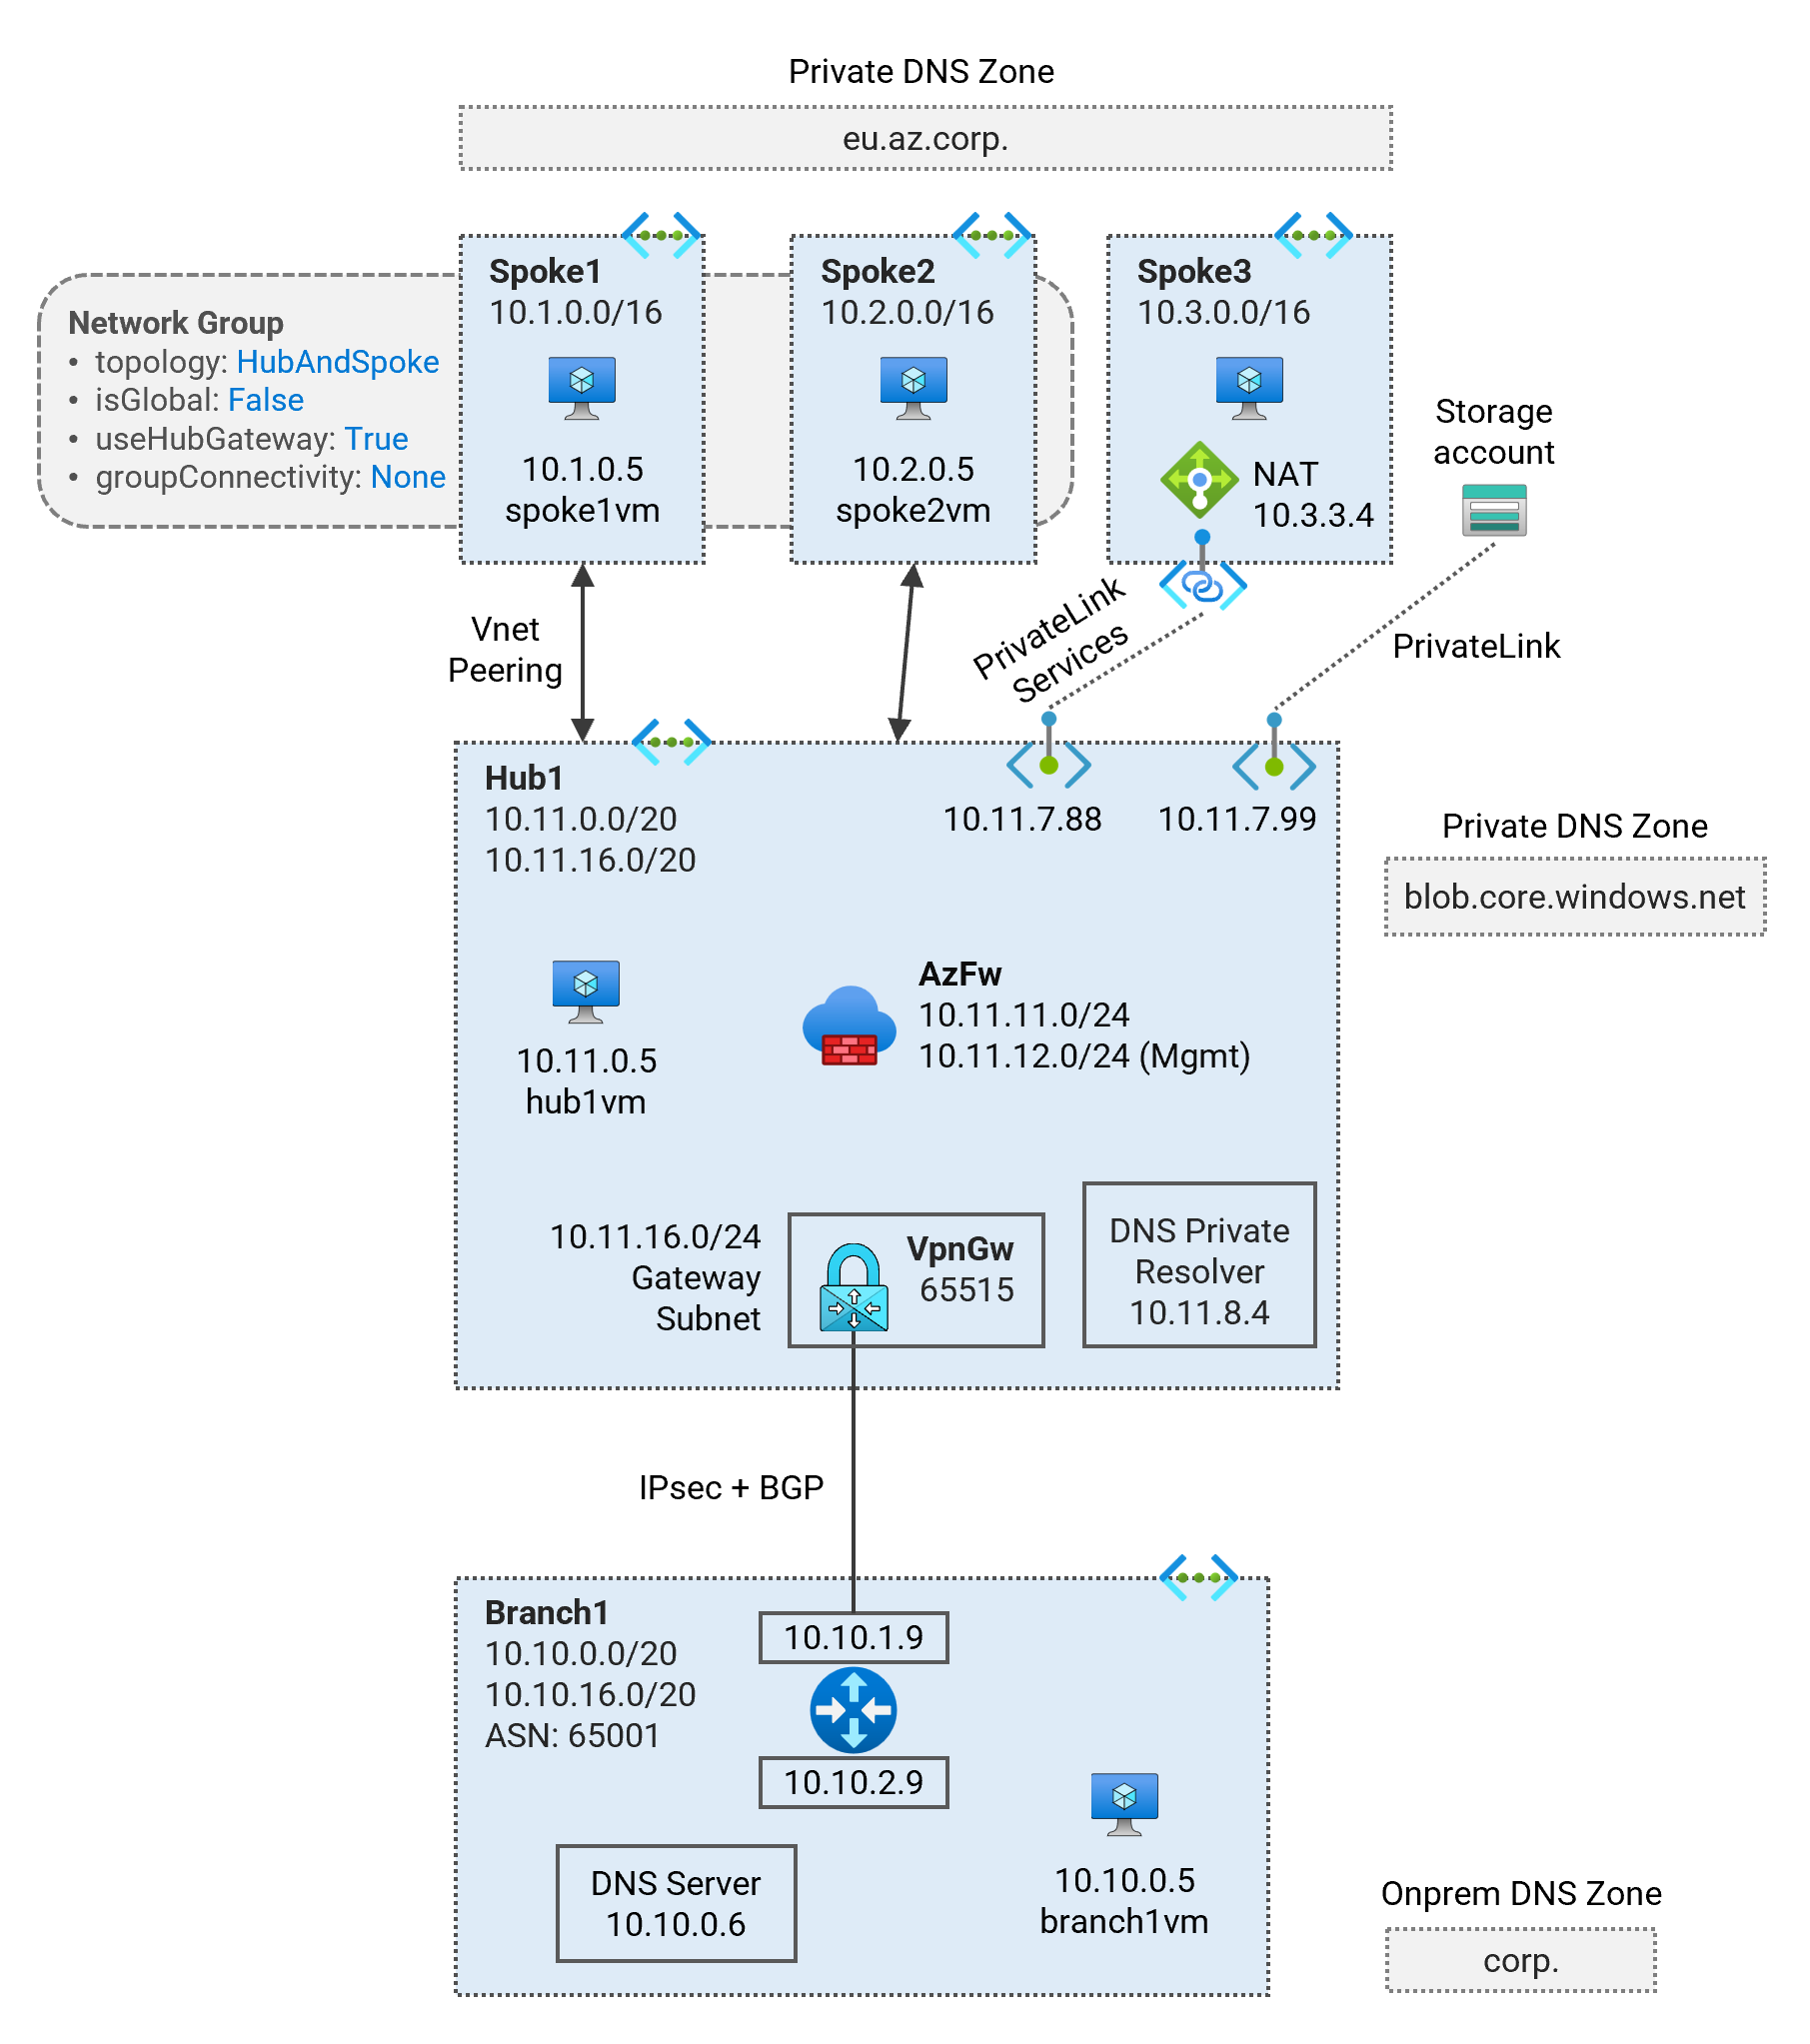 Private DNS Zone
eu.az.corp.
Network Group
• topology: HubAndSpoke
• isGlobal: False
• useHubGateway: True
• groupConnectivity: None
Spoke1
10.1.0.0/16
10.1.0.5
spoke1vm
Spoke2
10.2.0.0/16
10.2.0.5
spoke2vm
Spoke3
10.3.0.0/16
NAT
10.3.3.4
Storage
account
Vnet
Peering
PrivateLink
Services
PrivateLink
Hub1
10.11.0.0/20
10.11.16.0/20
10.11.7.88
10.11.7.99
Private DNS Zone
blob.core.windows.net
10.11.0.5
hub1vm
AzFw
10.11.11.0/24
10.11.12.0/24 (Mgmt)
10.11.16.0/24
Gateway
Subnet
VpnGw
65515
DNS Private
Resolver
10.11.8.4
IPsec + BGP
Branch1
10.10.0.0/20
10.10.16.0/20
ASN: 65001
10.10.1.9
10.10.2.9
DNS Server
10.10.0.6
10.10.0.5
branch1vm
Onprem DNS Zone
corp.